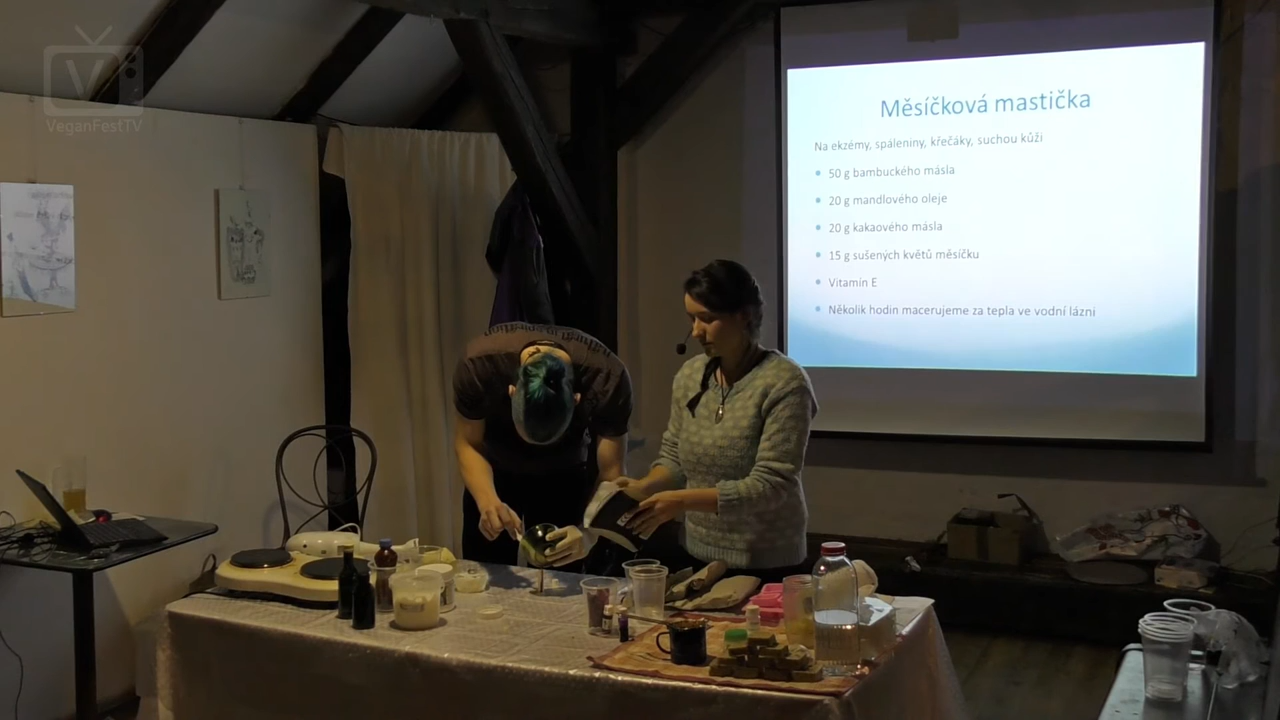 V
VeganFestTV
Měsíčková mastička
Na ekzémy, spáleniny, křečáky, suchou kůži
50 g bambuckého másla
20 g mandlového oleje
20 g kakaového másla
15 g sušených květů měsíčku
Vitamín E
Několik hodin macerujeme za tepla ve vodní lázni